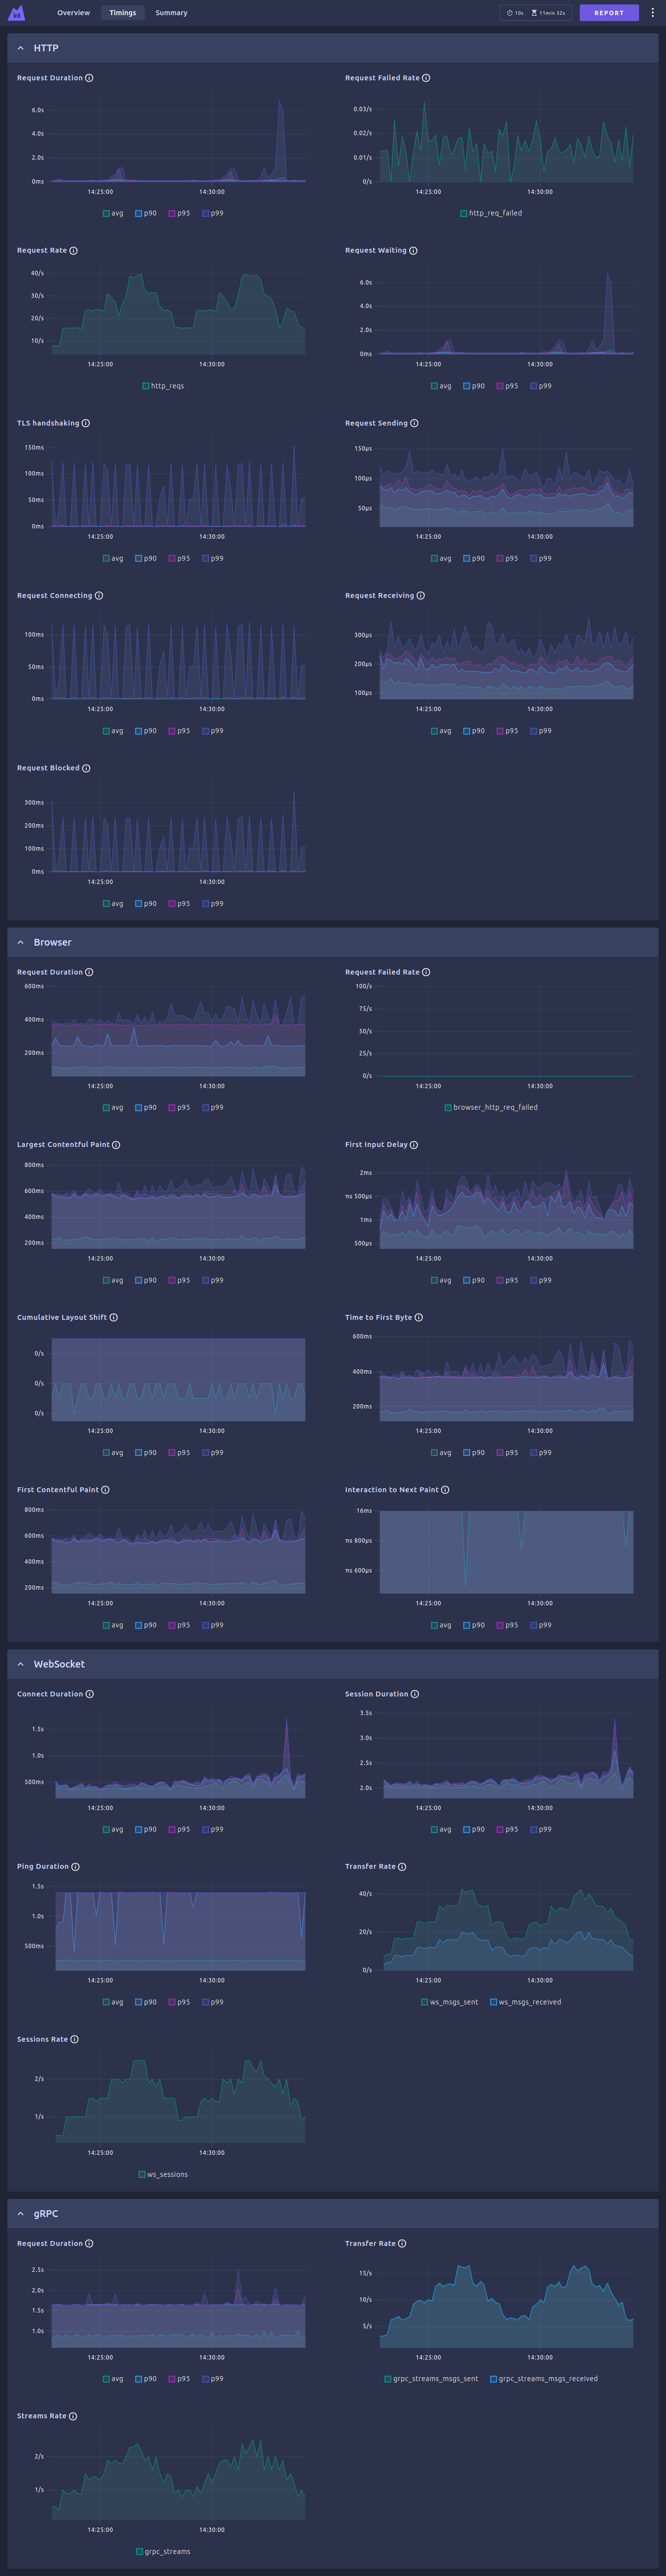 Overview Timings Summary 10s 11min 32s REPORT
HTTP
Request Duration Request Failed Rate
6.0s
4.0s
2.0s
0ms
14:25:00 14:30:00
avg p90 p95 p99
0.03/s
0.02/s
0.01/s
0/s
14:25:00 14:30:00
http_req_failed
Request Rate Request Waiting
40/s
30/s
20/s
10/s
14:25:00 14:30:00
http_reqs
6.0s
4.0s
2.0s
0ms
14:25:00 14:30:00
avg p90 p95 p99
TLS handshaking Request Sending
150ms
100ms
50ms
0ms
14:25:00 14:30:00
avg p90 p95 p99
150µs
100µs
50µs
14:25:00 14:30:00
avg p90 p95 p99
Request Connecting Request Receiving
100ms
50ms
0ms
14:25:00 14:30:00
avg p90 p95 p99
300µs
200µs
100µs
14:25:00 14:30:00
avg p90 p95 p99
Request Blocked
300ms
200ms
100ms
0ms
14:25:00 14:30:00
avg p90 p95 p99
Browser
Request Duration Request Failed Rate
600ms
400ms
200ms
14:25:00 14:30:00
avg p90 p95 p99
100/s
75/s
50/s
25/s
0/s
14:25:00 14:30:00
browser_http_req_failed
Largest Contentful Paint First Input Delay
800ms
600ms
400ms
200ms
14:25:00 14:30:00
avg p90 p95 p99
2ms
ms 500µs
1ms
500µs
14:25:00 14:30:00
avg p90 p95 p99
Cumulative Layout Shift Time to First Byte
0/s
0/s
0/s
14:25:00 14:30:00
avg p90 p95 p99
600ms
400ms
200ms
14:25:00 14:30:00
avg p90 p95 p99
First Contentful Paint Interaction to Next Paint
800ms
600ms
400ms
200ms
14:25:00 14:30:00
avg p90 p95 p99
16ms
ms 800µs
ms 600µs
14:25:00 14:30:00
avg p90 p95 p99
WebSocket
Connect Duration Session Duration
1.5s
1.0s
500ms
14:25:00 14:30:00
avg p90 p95 p99
3.5s
3.0s
2.5s
2.0s
14:25:00 14:30:00
avg p90 p95 p99
Ping Duration Transfer Rate
1.5s
1.0s
500ms
14:25:00 14:30:00
avg p90 p95 p99
40/s
20/s
0/s
14:25:00 14:30:00
ws_msgs_sent ws_msgs_received
Sessions Rate
2/s
1/s
14:25:00 14:30:00
ws_sessions
gRPC
Request Duration Transfer Rate
2.5s
2.0s
1.5s
1.0s
14:25:00 14:30:00
avg p90 p95 p99
15/s
10/s
5/s
14:25:00 14:30:00
grpc_streams_msgs_sent grpc_streams_msgs_received
Streams Rate
2/s
1/s
14:25:00 14:30:00
grpc_streams